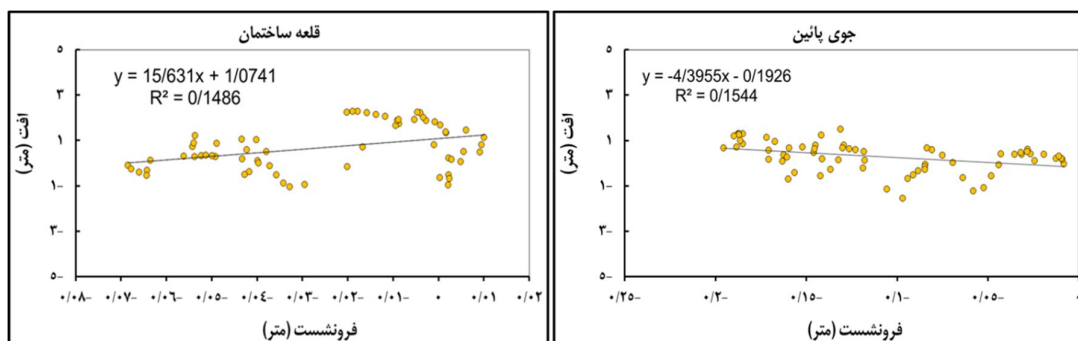 جوی پائین
y = -4/3955x - 0/1926
R² = 0/1544
افت (متر)
۵
۳
۱
۱-
۳-
۵-
۰/۲۵- ۰/۲- ۰/۱۵- ۰/۱- ۰/۰۵- ۰
فرونشست (متر)
قلعه ساختمان
y = 15/631x + 1/0741
R² = 0/1486
افت (متر)
۵
۳
۱
۱-
۳-
۵-
۰/۰۸- ۰/۰۷- ۰/۰۶- ۰/۰۵- ۰/۰۴- ۰/۰۳- ۰/۰۲- ۰/۰۱- ۰ ۰/۰۱ ۰/۰۲
فرونشست (متر)